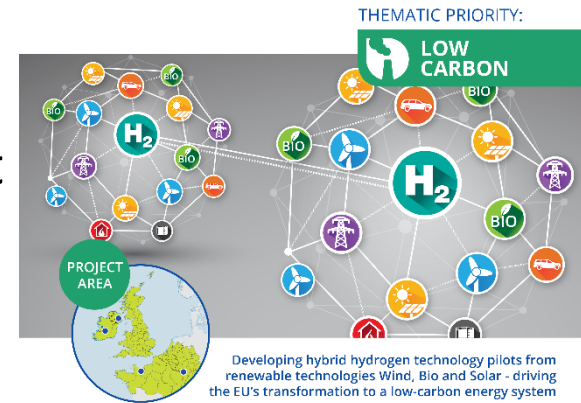 THEMATIC PRIORITY:
LOW
CARBON
BIO
BIO
H2
BIO
BIO
H2
BIO
BIO
PROJECT
AREA
Developing hybrid hydrogen technology pilots from
renewable technologies Wind, Bio and Solar - driving
the EU's transformation to a low-carbon energy system